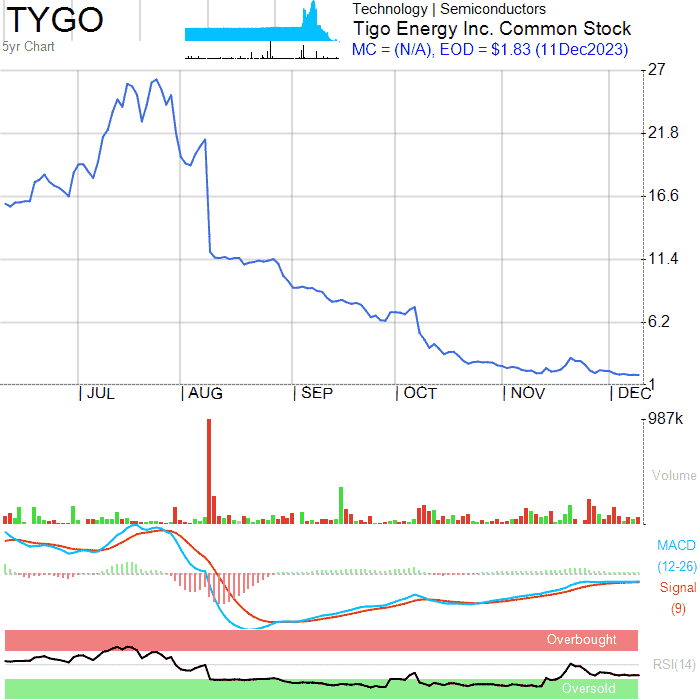 TYGO
5yr Chart
Technology | Semiconductors
Tigo Energy Inc. Common Stock
MC = (N/A), EOD = $1.83 (11Dec2023)
27
21.8
16.6
11.4
6.2
1
JUL
AUG
SEP
OCT
NOV
DEC
987k
Volume
MACD
(12-26)
Signal
(9)
Overbought
RSI(14)
Oversold